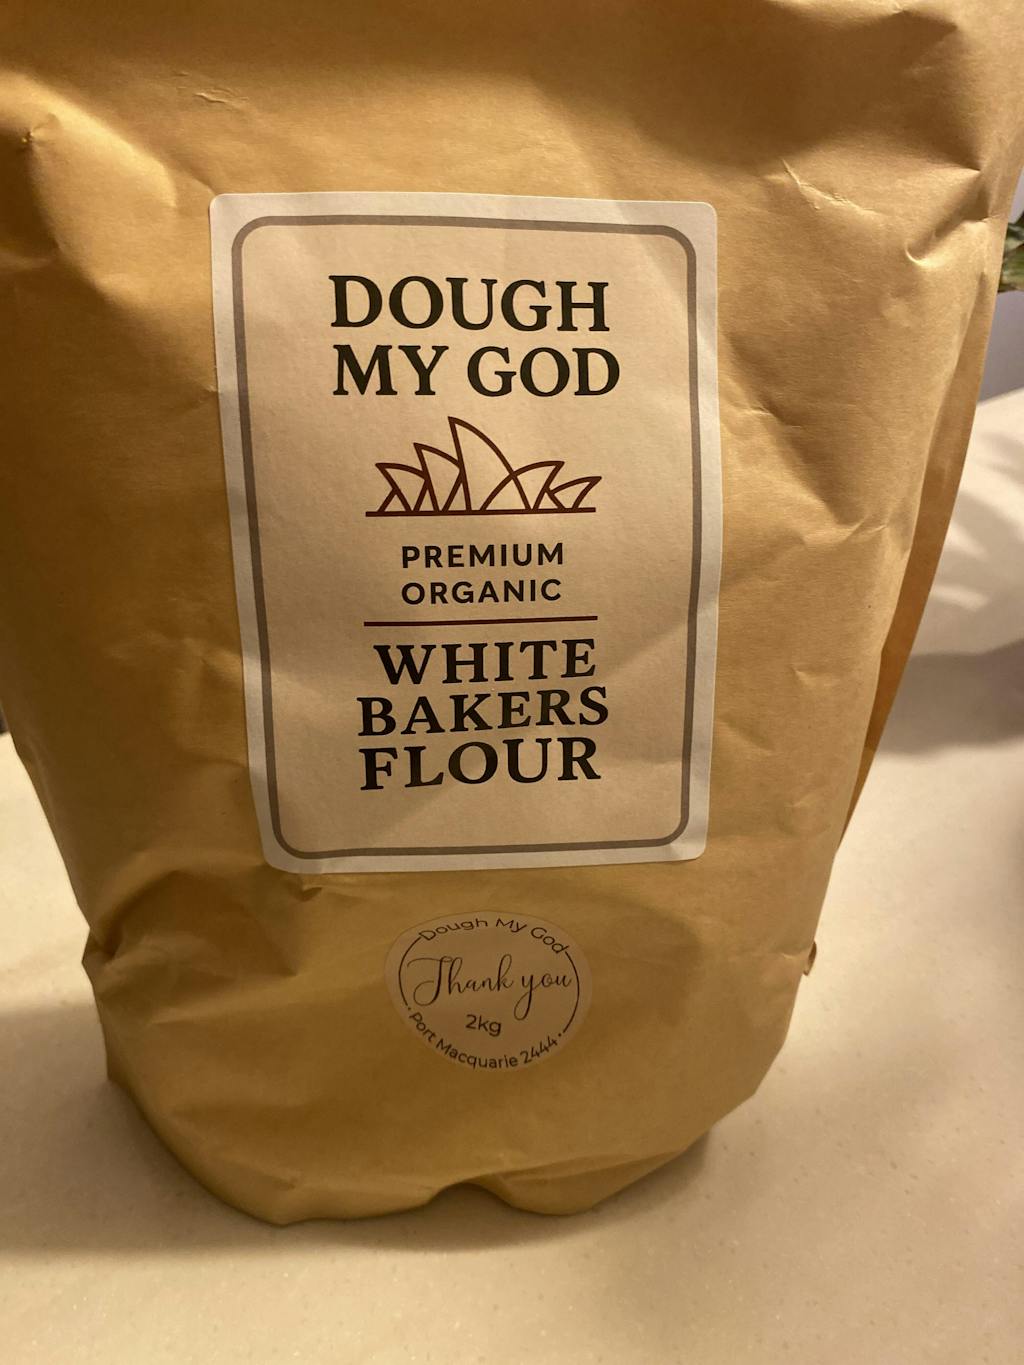 DOUGH
MY GOD
PREMIUM
ORGANIC
WHITE
BAKERS
FLOUR
Dough My God
Thank you
2kg
• Port Macquarie 2444 •